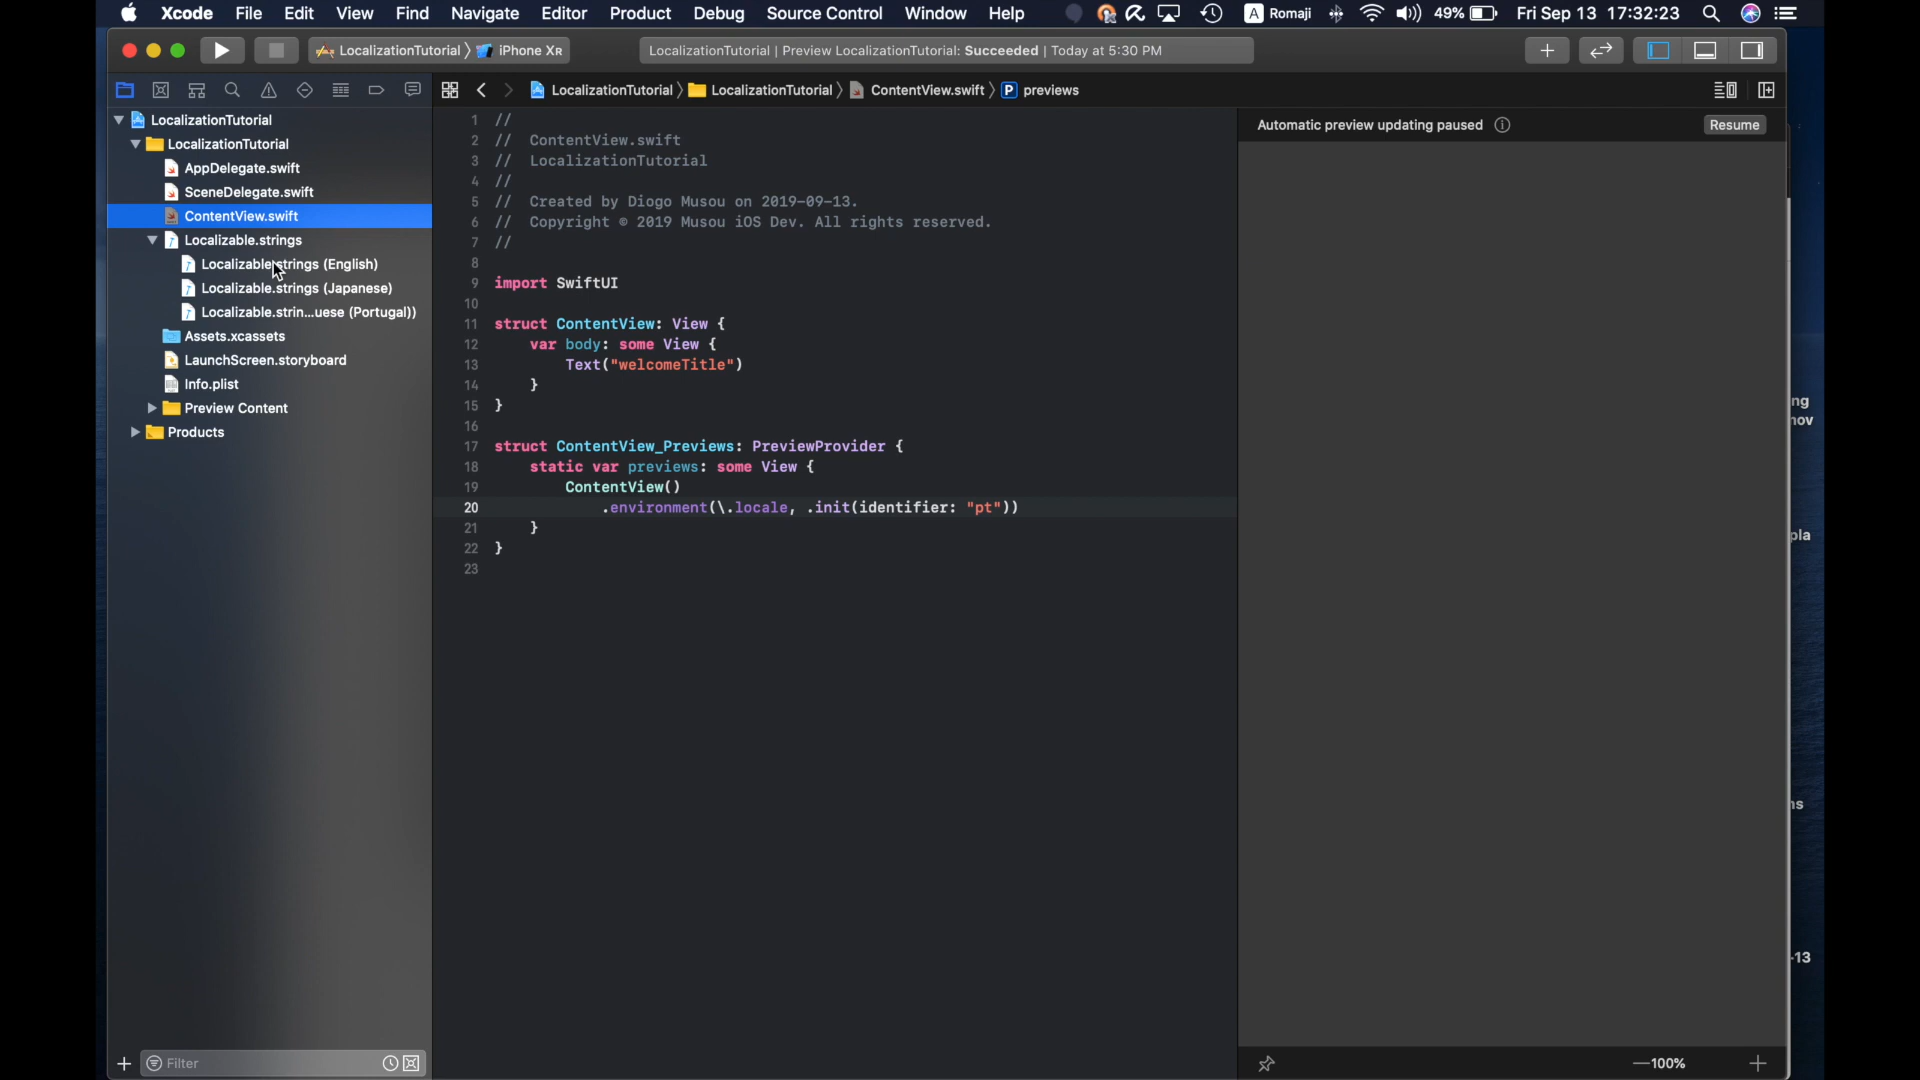 Xcode File Edit View Find Navigate Editor Product Debug Source Control Window Help A Romaji 49% Fri Sep 13 17:32:23
LocalizationTutorial iPhone XR LocalizationTutorial | Preview LocalizationTutorial: Succeeded | Today at 5:30 PM
LocalizationTutorial LocalizationTutorial ContentView.swift P previews
LocalizationTutorial
LocalizationTutorial
AppDelegate.swift
SceneDelegate.swift
ContentView.swift
Localizable.strings
Localizable.strings (English)
Localizable.strings (Japanese)
Localizable.strin...uese (Portugal))
Assets.xcassets
LaunchScreen.storyboard
Info.plist
Preview Content
Products
Filter
1 //
2 // ContentView.swift
3 // LocalizationTutorial
4 //
5 // Created by Diogo Musou on 2019-09-13.
6 // Copyright © 2019 Musou iOS Dev. All rights reserved.
7 //
8
9 import SwiftUI
10
11 struct ContentView: View {
12 var body: some View {
13 Text("welcomeTitle")
14 }
15 }
16
17 struct ContentView_Previews: PreviewProvider {
18 static var previews: some View {
19 ContentView()
20 .environment(\.locale, .init(identifier: "pt"))
21 }
22 }
23
Automatic preview updating paused Resume
100%
ng
nov
pla
ns
-13